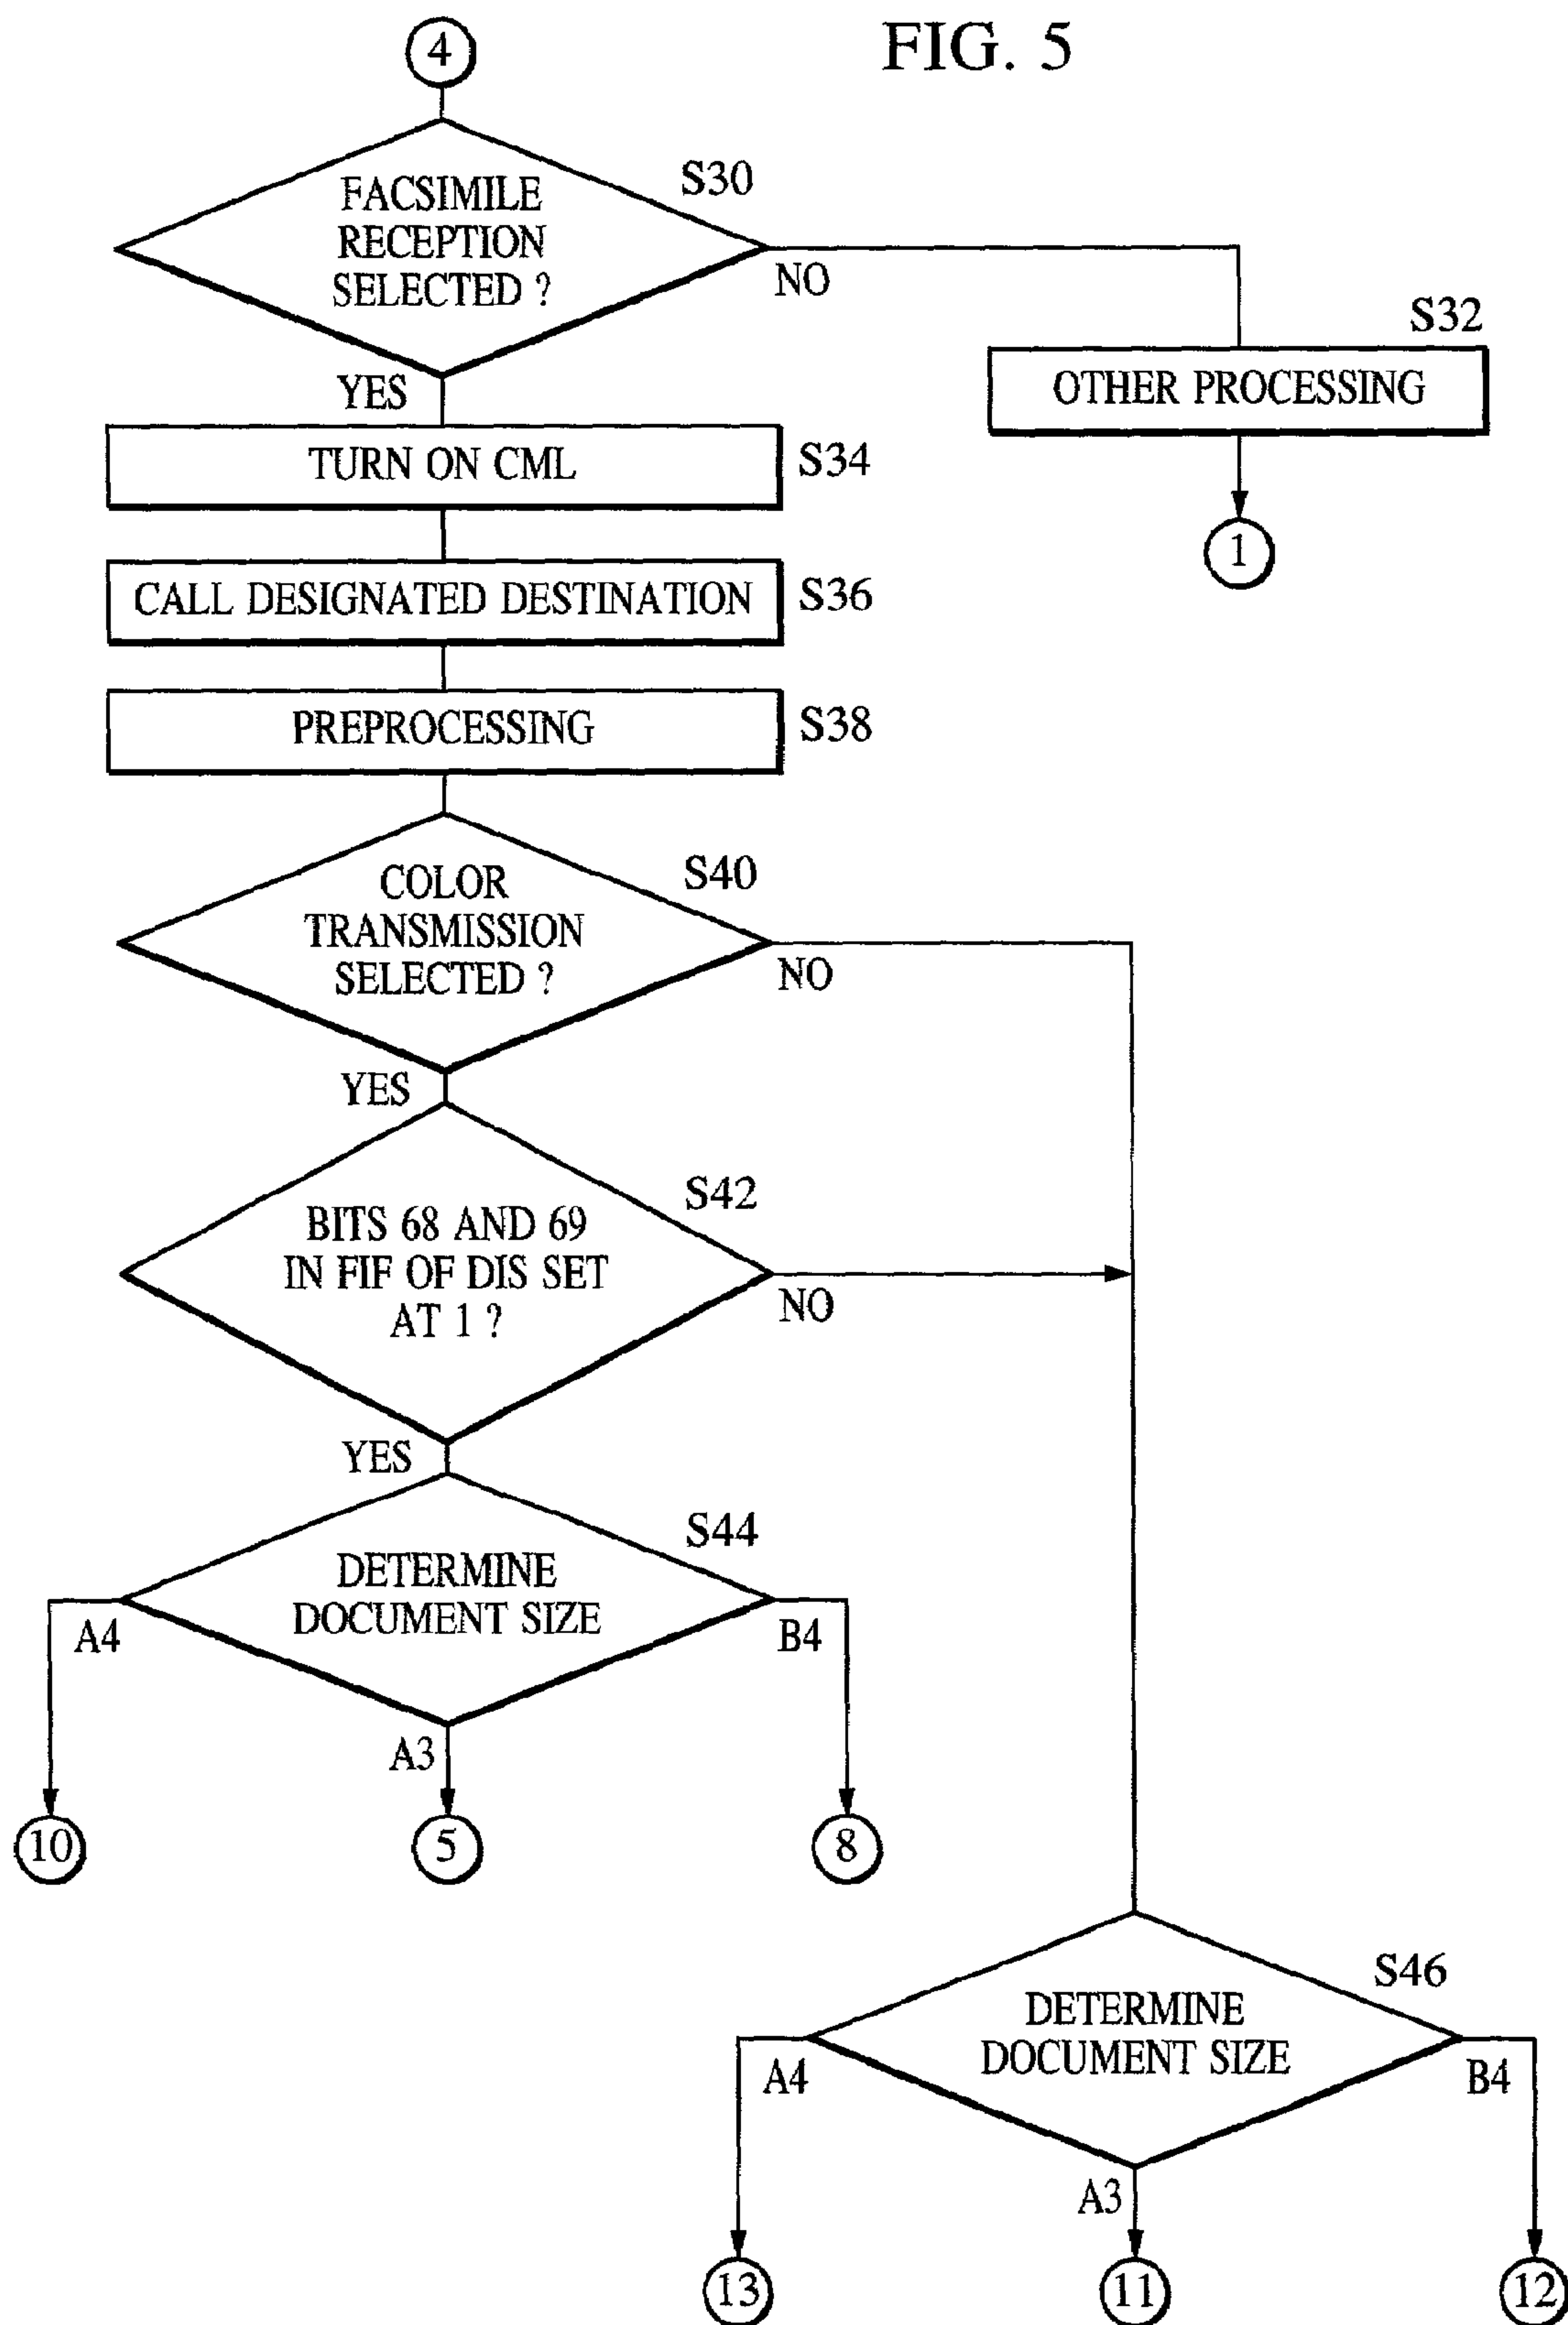 FIG. 5
4
FACSIMILE
RECEPTION
SELECTED ?
S30
NO
YES
S32
OTHER PROCESSING
1
TURN ON CML
S34
CALL DESIGNATED DESTINATION
S36
PREPROCESSING
S38
COLOR
TRANSMISSION
SELECTED ?
S40
NO
YES
BITS 68 AND 69
IN FIF OF DIS SET
AT 1 ?
S42
NO
YES
DETERMINE
DOCUMENT SIZE
S44
A4
A3
B4
10
5
8
DETERMINE
DOCUMENT SIZE
S46
A4
A3
B4
13
11
12